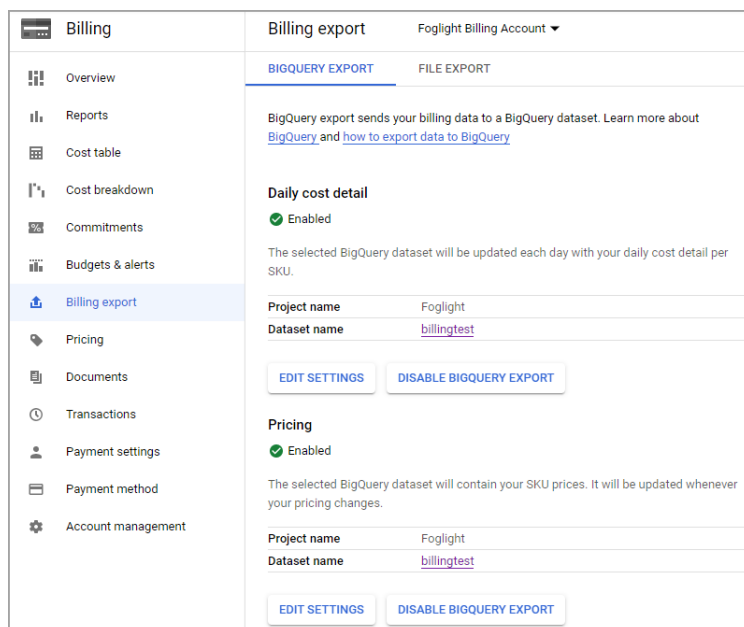 Billing
Billing export
Foglight Billing Account
Overview
Reports
Cost table
Cost breakdown
Commitments
Budgets & alerts
Billing export
Pricing
Documents
Transactions
Payment settings
Payment method
Account management
BIGQUERY EXPORT
FILE EXPORT
BigQuery export sends your billing data to a BigQuery dataset. Learn more about
BigQuery and how to export data to BigQuery
Daily cost detail
Enabled
The selected BigQuery dataset will be updated each day with your daily cost detail per
SKU.
Project name Foglight
Dataset name billingtest
EDIT SETTINGS DISABLE BIGQUERY EXPORT
Pricing
Enabled
The selected BigQuery dataset will contain your SKU prices. It will be updated whenever
your pricing changes.
Project name Foglight
Dataset name billingtest
EDIT SETTINGS DISABLE BIGQUERY EXPORT